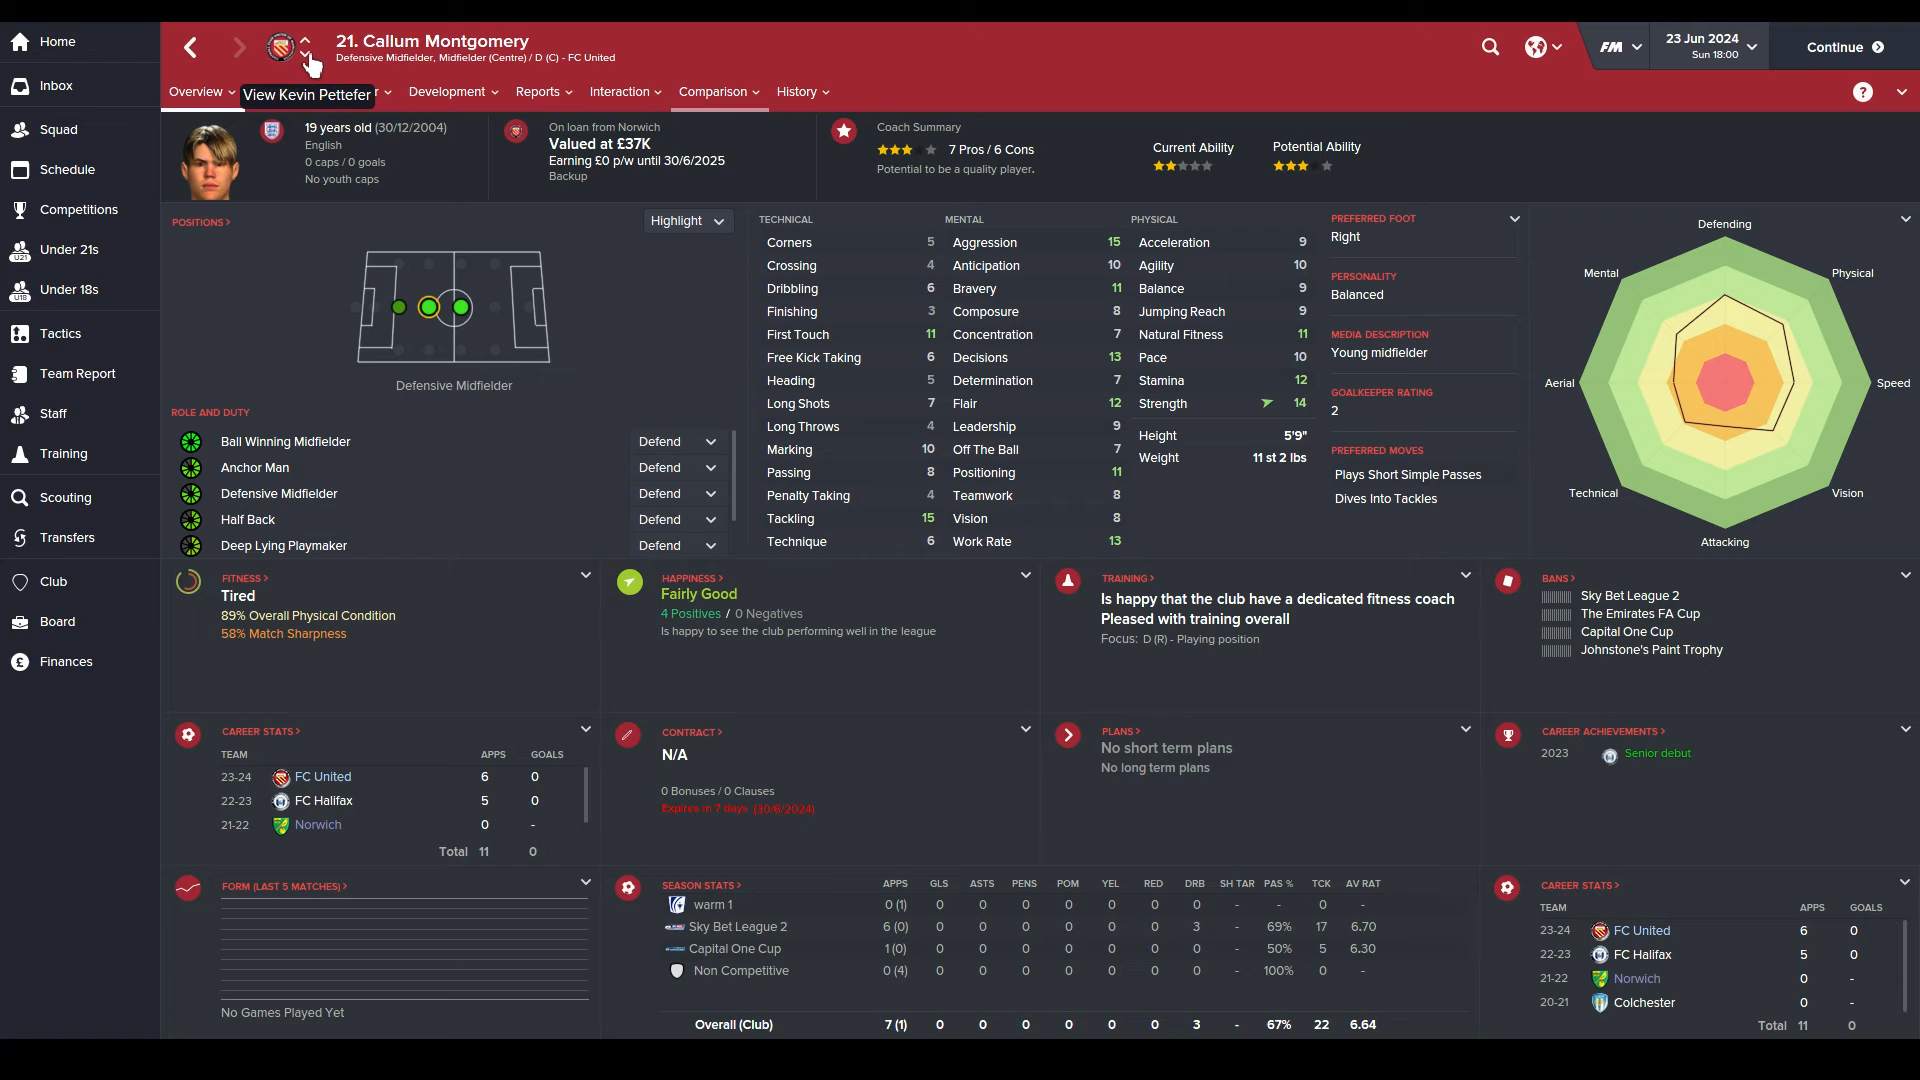 Home
Inbox
Squad
Schedule
Competitions
Under 21s
Under 18s
Tactics
Team Report
Staff
Training
Scouting
Transfers
Club
Board
Finances
21. Callum Montgomery
Defensive Midfielder, Midfielder (Centre) / D (C) - FC United
FM
23 Jun 2024
Sun 18:00
Continue
Overview
View Kevin Pettefer
r
Development
Reports
Interaction
Comparison
History
?
19 years old (30/12/2004)
English
0 caps / 0 goals
No youth caps
On loan from Norwich
Valued at £37K
Earning £0 p/w until 30/6/2025
Backup
Coach Summary
7 Pros / 6 Cons
Potential to be a quality player.
Current Ability
Potential Ability
POSITIONS >
Highlight
Defensive Midfielder
ROLE AND DUTY
Ball Winning Midfielder Defend
Anchor Man Defend
Defensive Midfielder Defend
Half Back Defend
Deep Lying Playmaker Defend
TECHNICAL MENTAL PHYSICAL
Corners 5 Aggression 15 Acceleration 9
Crossing 4 Anticipation 10 Agility 10
Dribbling 6 Bravery 11 Balance 9
Finishing 3 Composure 8 Jumping Reach 9
First Touch 11 Concentration 7 Natural Fitness 11
Free Kick Taking 6 Decisions 13 Pace 10
Heading 5 Determination 7 Stamina 12
Long Shots 7 Flair 12 Strength 14
Long Throws 4 Leadership 9 Height 5'9"
Marking 10 Off The Ball 7 Weight 11 st 2 lbs
Passing 8 Positioning 11
Penalty Taking 4 Teamwork 8
Tackling 15 Vision 8
Technique 6 Work Rate 13
PREFERRED FOOT
Right
PERSONALITY
Balanced
MEDIA DESCRIPTION
Young midfielder
GOALKEEPER RATING
2
PREFERRED MOVES
Plays Short Simple Passes
Dives Into Tackles
Defending
Mental
Physical
Aerial
Speed
Technical
Vision
Attacking
FITNESS >
Tired
89% Overall Physical Condition
58% Match Sharpness
HAPPINESS >
Fairly Good
4 Positives / 0 Negatives
Is happy to see the club performing well in the league
TRAINING >
Is happy that the club have a dedicated fitness coach
Pleased with training overall
Focus: D (R) - Playing position
BANS >
Sky Bet League 2
The Emirates FA Cup
Capital One Cup
Johnstone's Paint Trophy
CAREER STATS >
TEAM APPS GOALS
23-24 FC United 6 0
22-23 FC Halifax 5 0
21-22 Norwich 0 -
Total 11 0
CONTRACT >
N/A
0 Bonuses / 0 Clauses
Expires in 7 days (30/6/2024)
PLANS >
No short term plans
No long term plans
CAREER ACHIEVEMENTS >
2023 Senior debut
FORM (LAST 5 MATCHES) >
No Games Played Yet
SEASON STATS > APPS GLS ASTS PENS POM YEL RED DRB SH TAR PAS % TCK AV RAT
warm 1 0 (1) 0 0 0 0 0 0 0 - - 0 -
Sky Bet League 2 6 (0) 0 0 0 0 0 0 3 - 69% 17 6.70
Capital One Cup 1 (0) 0 0 0 0 0 0 0 - 50% 5 6.30
Non Competitive 0 (4) 0 0 0 0 0 0 0 - 100% 0 -
Overall (Club) 7 (1) 0 0 0 0 0 0 3 - 67% 22 6.64
CAREER STATS >
TEAM APPS GOALS
23-24 FC United 6 0
22-23 FC Halifax 5 0
21-22 Norwich 0 -
20-21 Colchester 0 -
Total 11 0